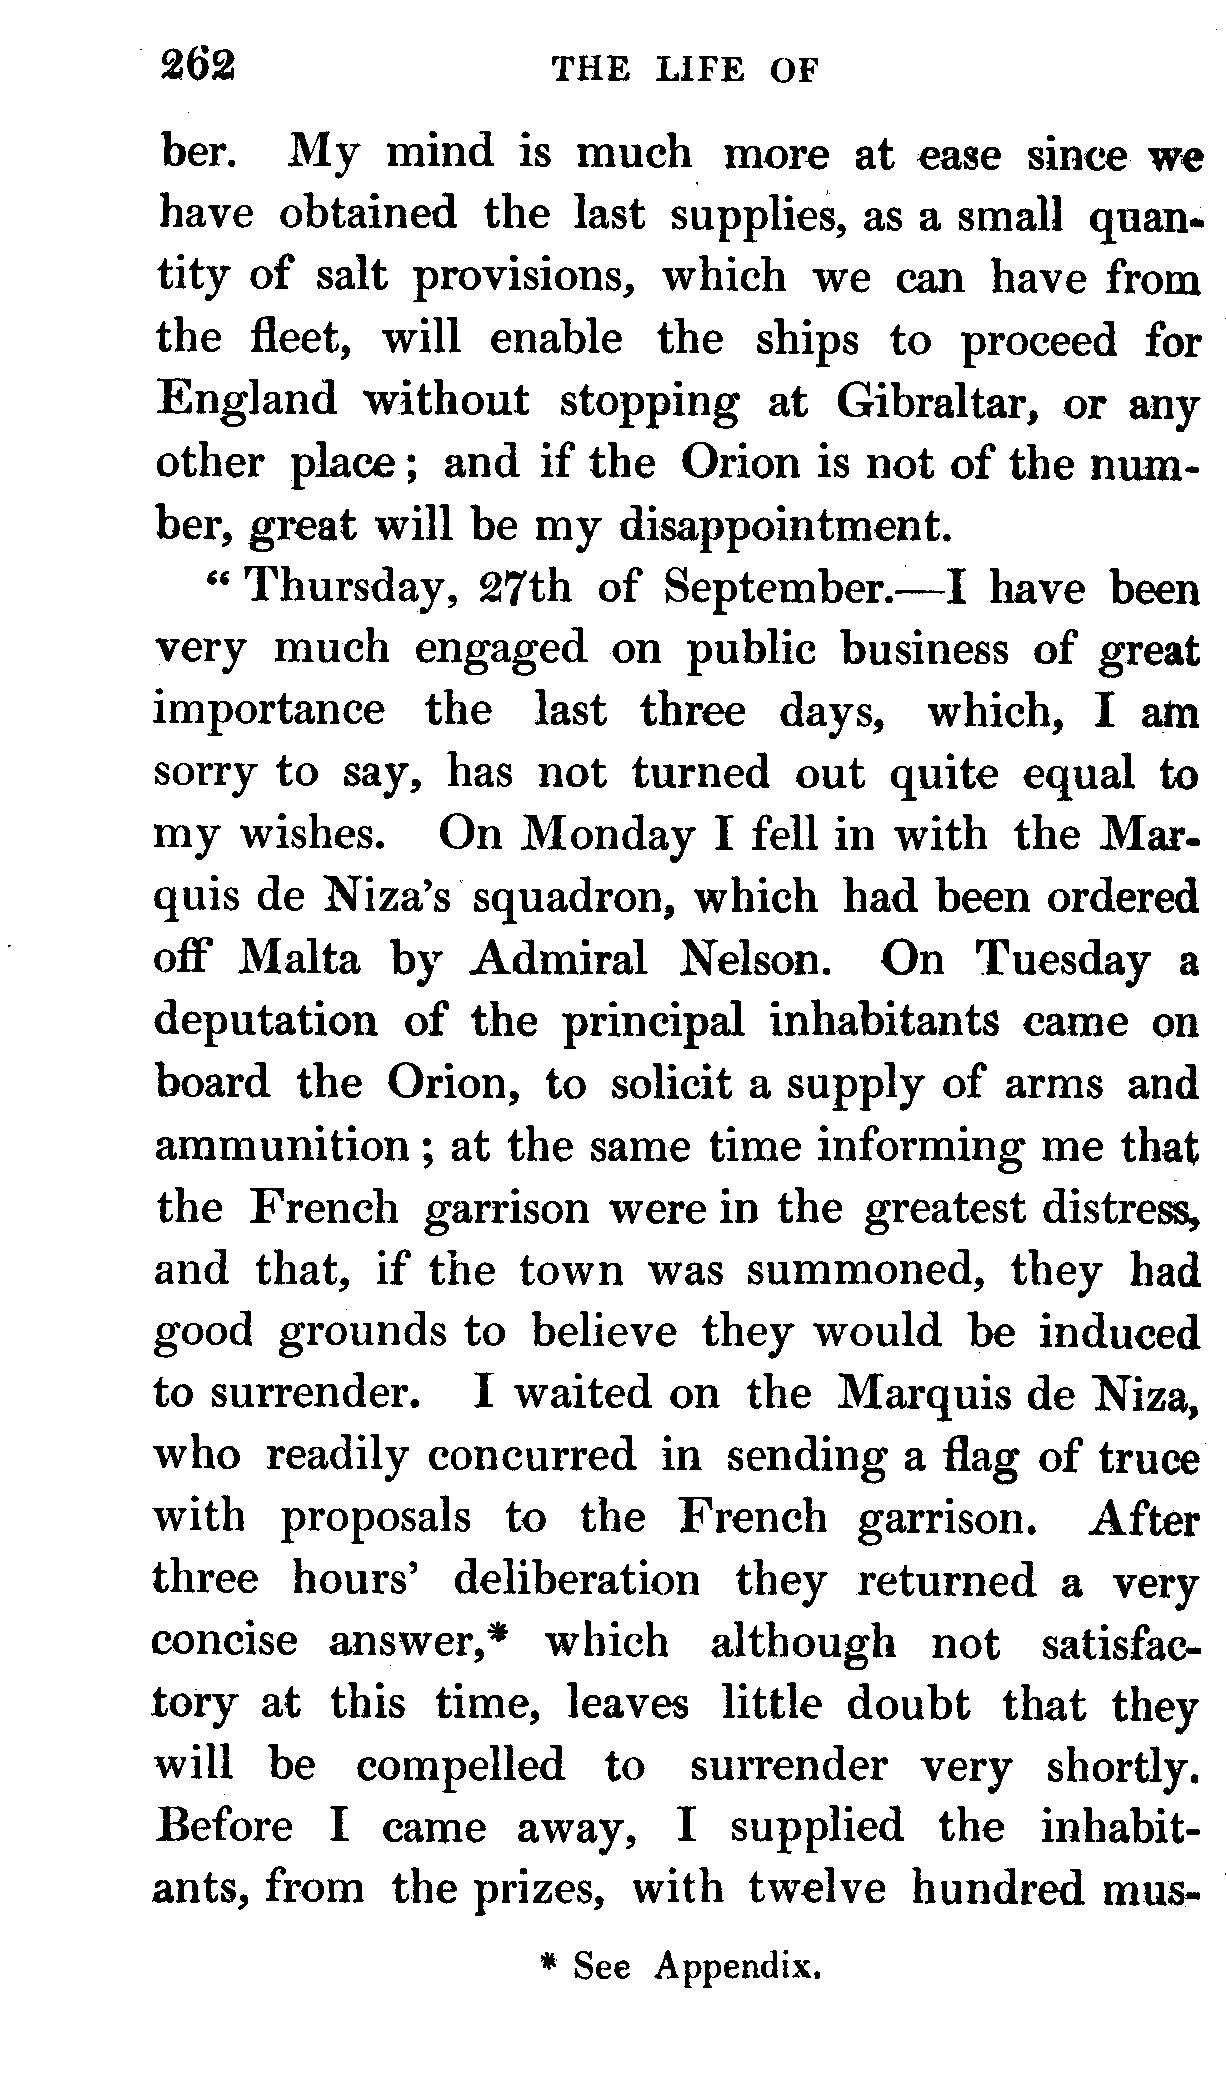 262 THE LIFE OF
ber. My mind is much more at ease since we
have obtained the last supplies, as a small quan-
tity of salt provisions, which we can have from
the fleet, will enable the ships to proceed for
England without stopping at Gibraltar, or any
other place ; and if the Orion is not of the num-
ber, great will be my disappointment.
“ Thursday, 27th of September.—I have been
very much engaged on public business of great
importance the last three days, which, I am
sorry to say, has not turned out quite equal to
my wishes. On Monday I fell in with the Mar-
quis de Niza’s squadron, which had been ordered
off Malta by Admiral Nelson. On Tuesday a
deputation of the principal inhabitants came on
board the Orion, to solicit a supply of arms and
ammunition ; at the same time informing me that
the French garrison were in the greatest distress,
and that, if the town was summoned, they had
good grounds to believe they would be induced
to surrender. I waited on the Marquis de Niza,
who readily concurred in sending a flag of truce
with proposals to the French garrison. After
three hours’ deliberation they returned a very
concise answer,* which although not satisfac-
tory at this time, leaves little doubt that they
will be compelled to surrender very shortly.
Before I came away, I supplied the inhabit-
ants, from the prizes, with twelve hundred mus-
* See Appendix.